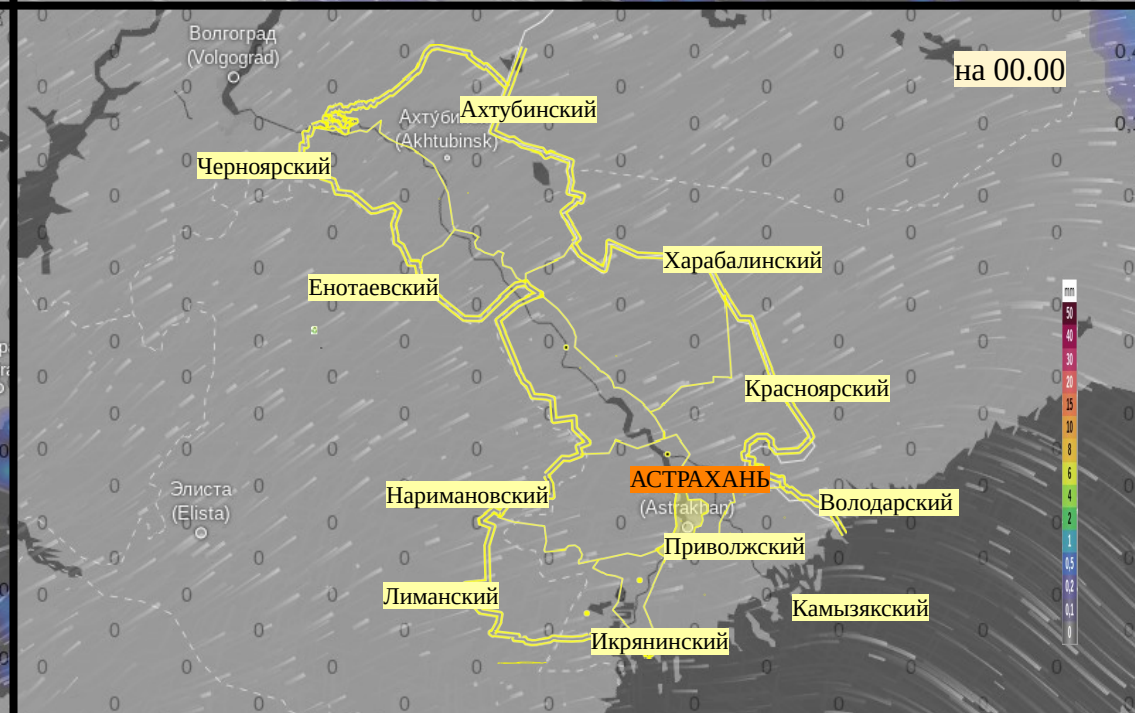 Волгоград
(Volgograd)
на 00.00
Ахтуби
Ахтубинский
(Akhtubinsk)
Черноярский
Харабалинский
Енотаевский
mm
50
40
30
20
15
10
8
6
4
2
1
0,5
0,2
0,1
0
Красноярский
АСТРАХАНЬ
(Astrakhan)
Элиста
(Elista)
Наримановский
Володарский
Приволжский
Лиманский
Камызякский
Икрянинский